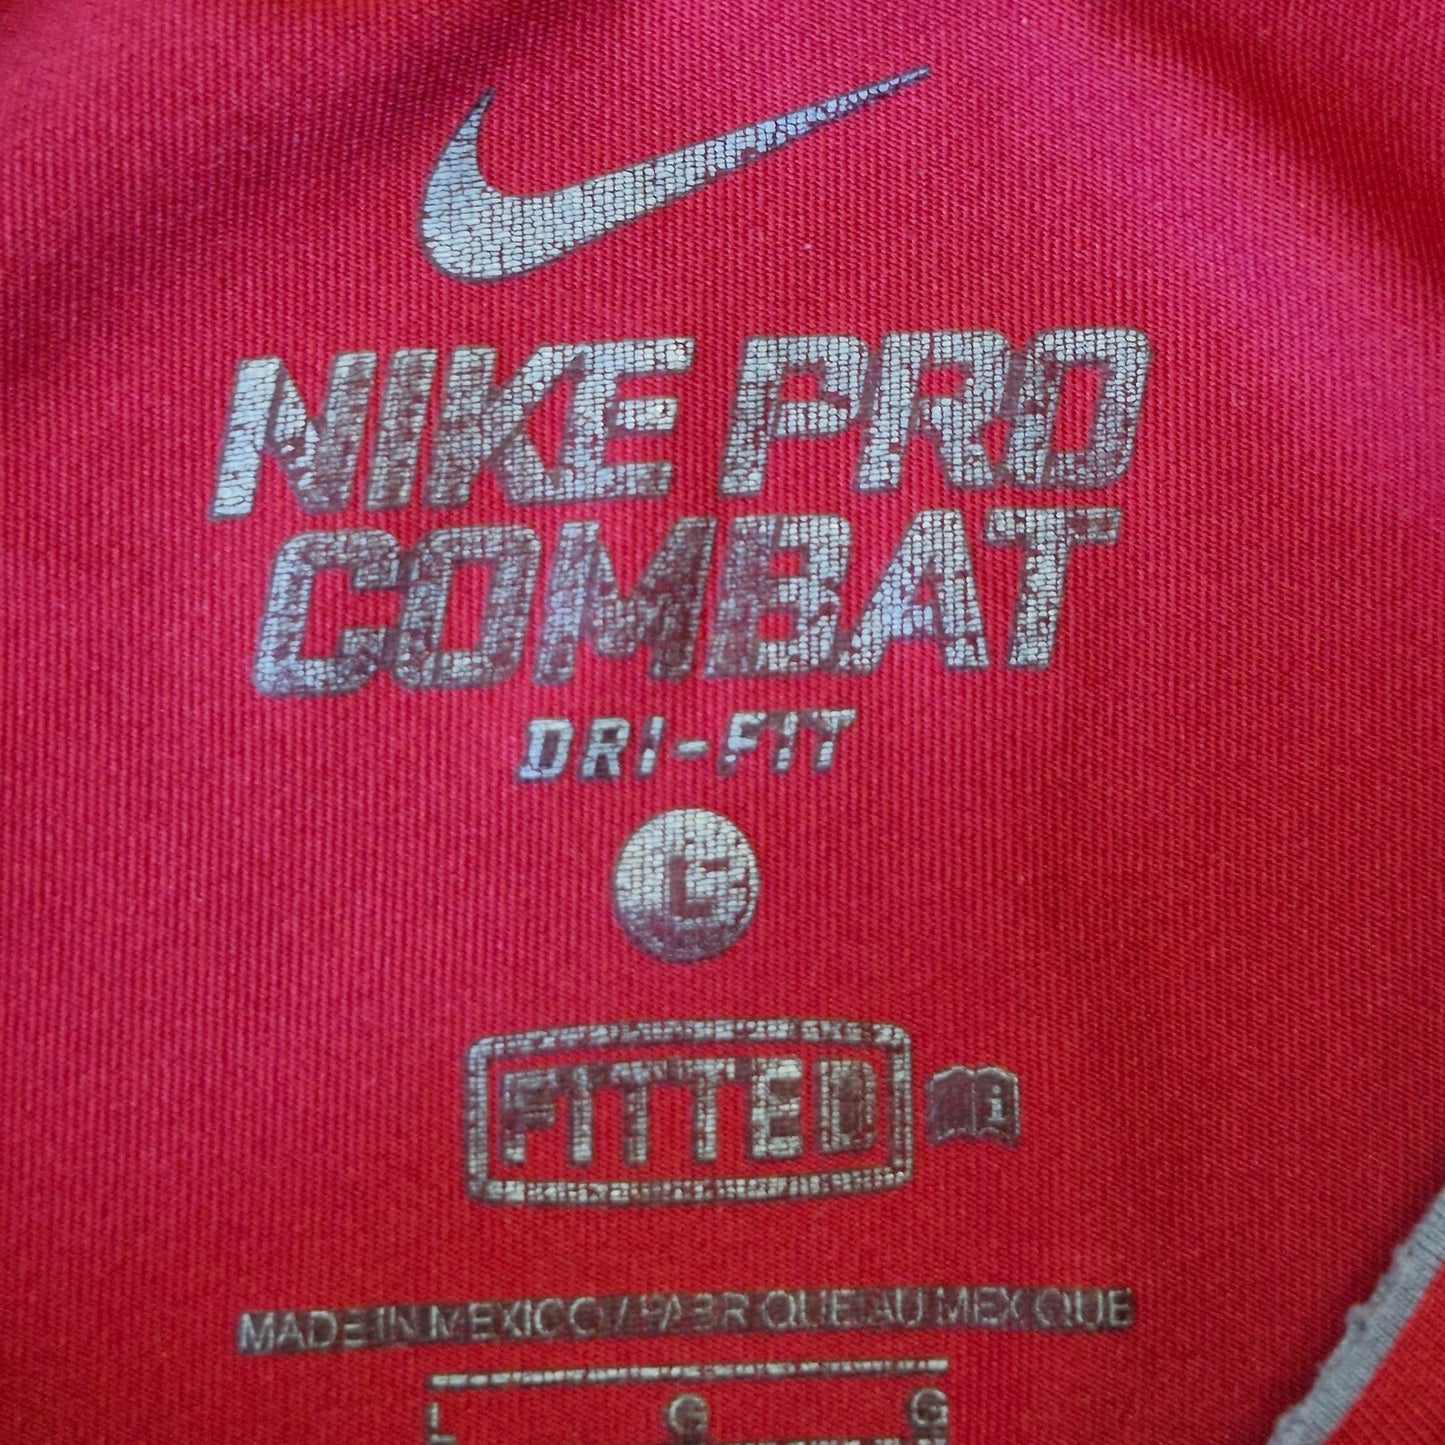 NIKE PRO
COMBAT
DRI-FIT
L
FITTED i
MADE IN MEXICO / FABRIQUE AU MEXIQUE
L G G